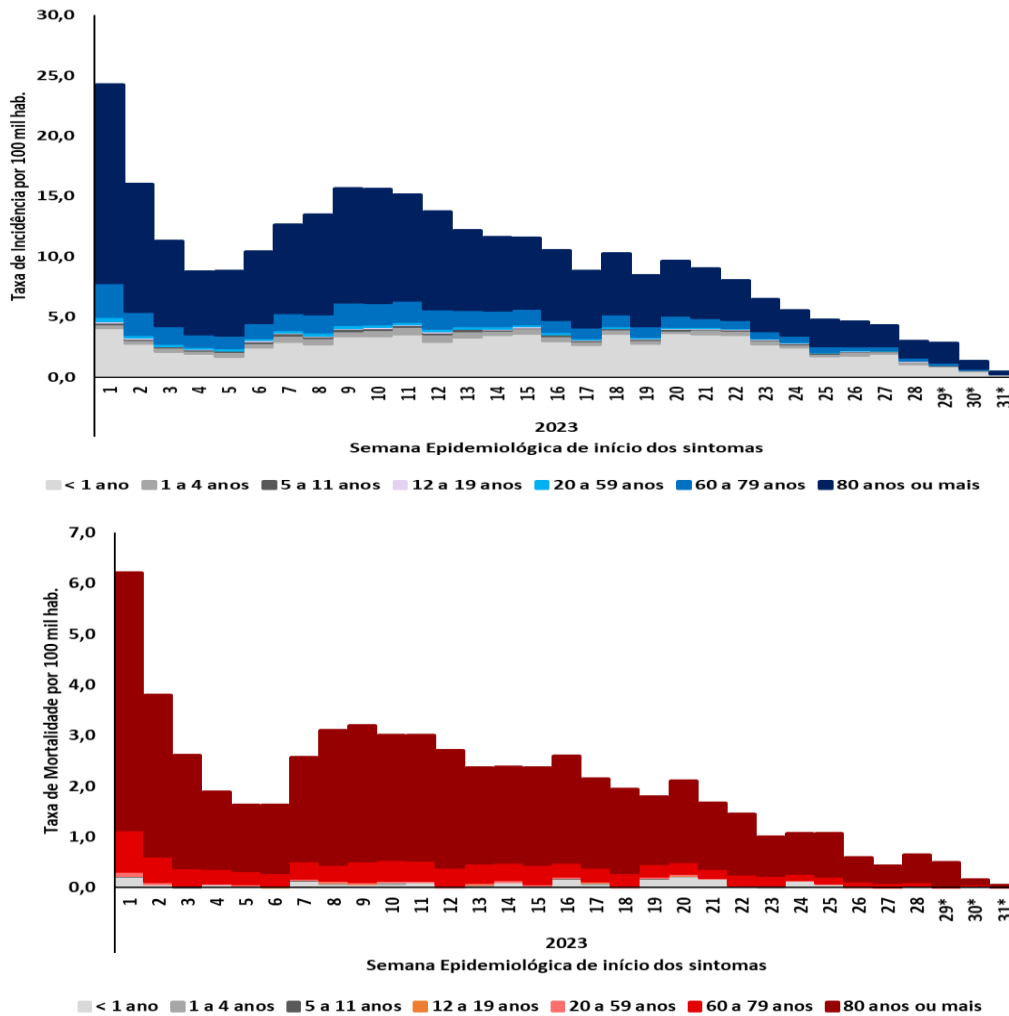 30,0
25,0
20,0
15,0
10,0
5,0
0,0
Taxa de Incidência por 100 mil hab.
1 2 3 4 5 6 7 8 9 10 11 12 13 14 15 16 17 18 19 20 21 22 23 24 25 26 27 28 29* 30* 31*
2023
Semana Epidemiológica de início dos sintomas
< 1 ano 1 a 4 anos 5 a 11 anos 12 a 19 anos 20 a 59 anos 60 a 79 anos 80 anos ou mais
7,0
6,0
5,0
4,0
3,0
2,0
1,0
0,0
Taxa de Mortalidade por 100 mil hab.
1 2 3 4 5 6 7 8 9 10 11 12 13 14 15 16 17 18 19 20 21 22 23 24 25 26 27 28 29* 30* 31*
2023
Semana Epidemiológica de início dos sintomas
< 1 ano 1 a 4 anos 5 a 11 anos 12 a 19 anos 20 a 59 anos 60 a 79 anos 80 anos ou mais